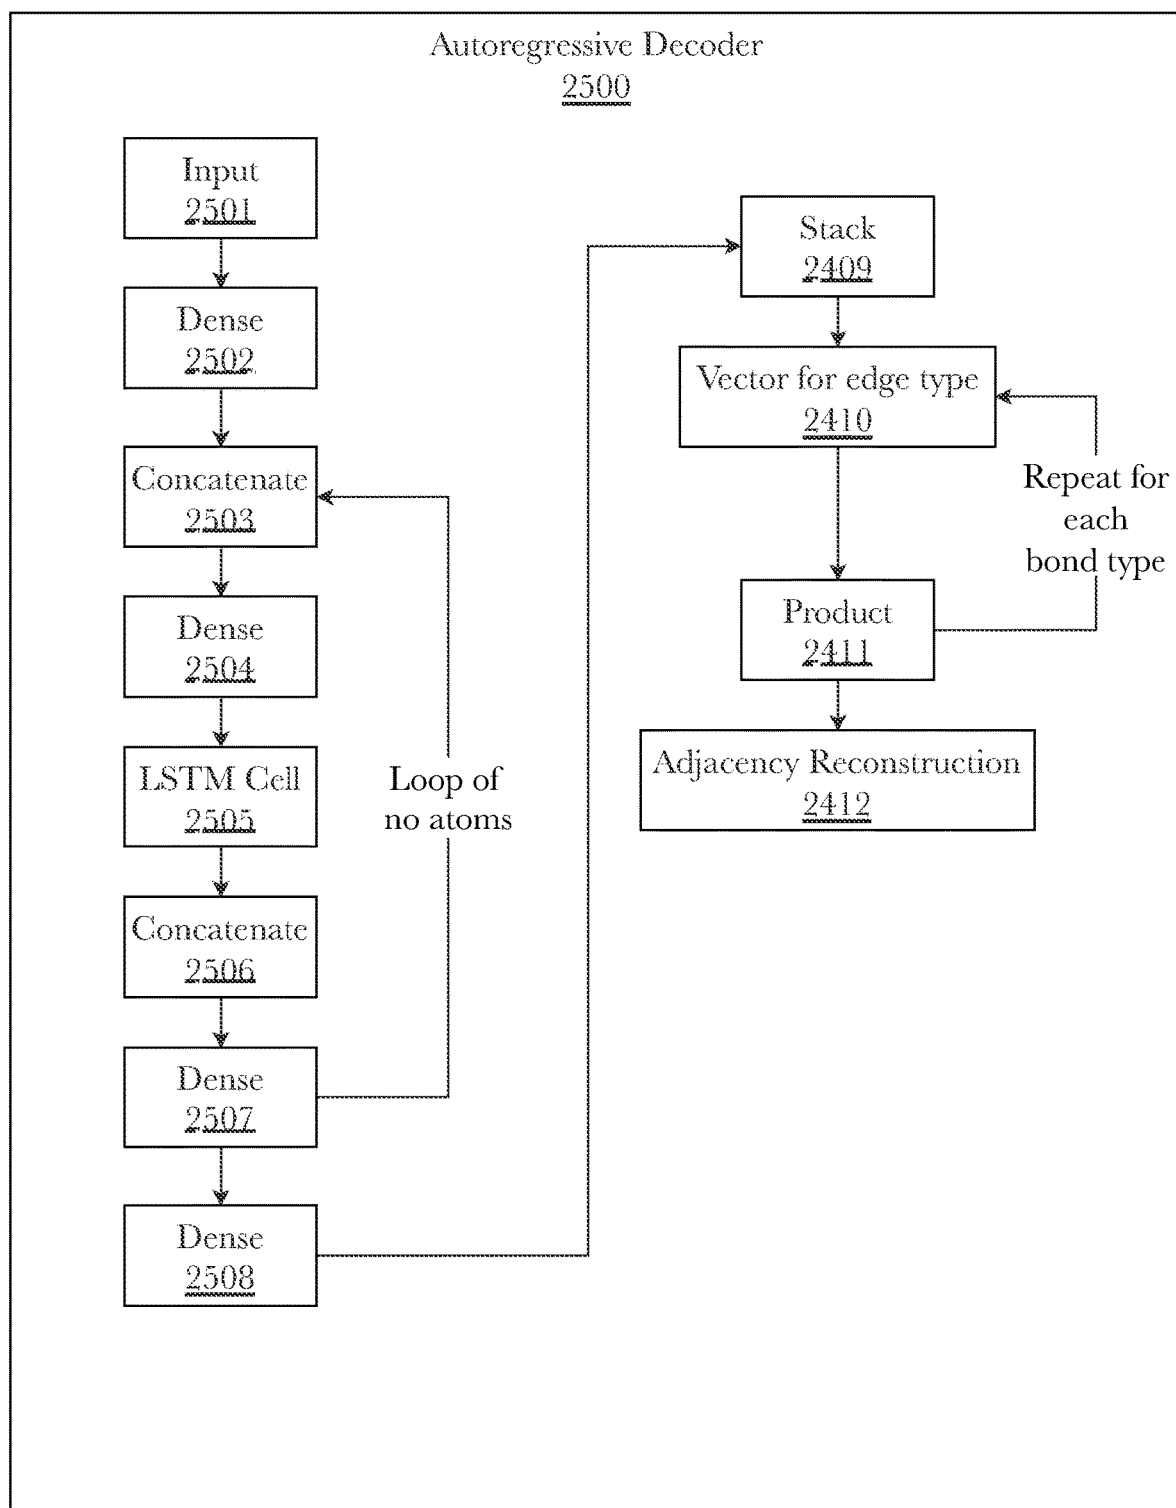 Autoregressive Decoder
2500
Input
2501
Dense
2502
Concatenate
2503
Dense
2504
LSTM Cell
2505
Concatenate
2506
Dense
2507
Dense
2508
Loop of
no atoms
Stack
2409
Vector for edge type
2410
Repeat for
each
bond type
Product
2411
Adjacency Reconstruction
2412